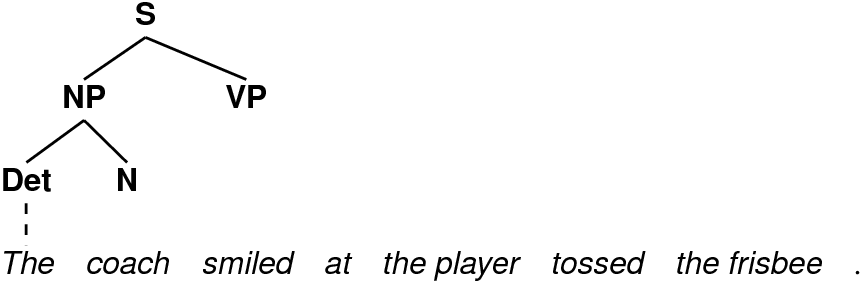 S
NP VP
Det N
The coach smiled at the player tossed the frisbee .